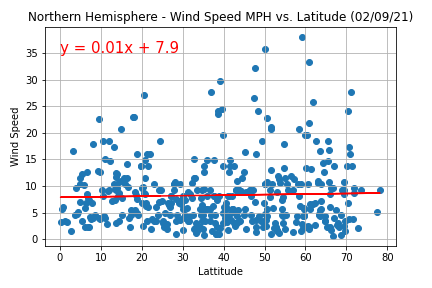 Northern Hemisphere - Wind Speed MPH vs. Latitude (02/09/21)
y = 0.01x + 7.9
35
30
25
20
15
10
5
0
Wind Speed
0 10 20 30 40 50 60 70 80
Lattitude